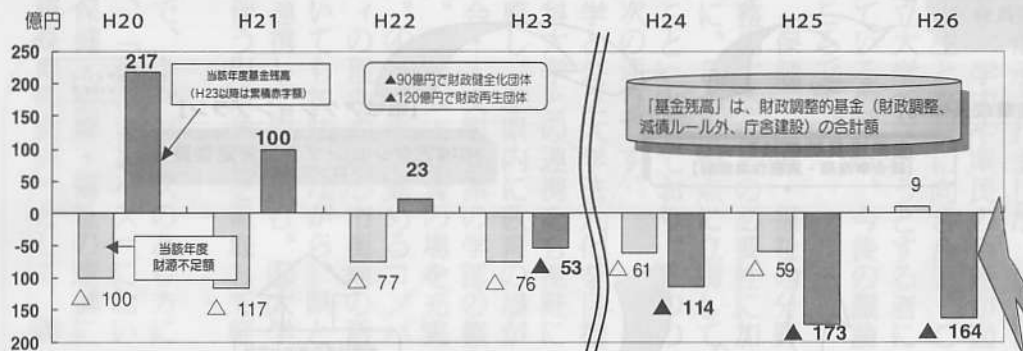 億円
H20 H21 H22 H23 H24 H25 H26
250
200
150
100
50
0
-50
100
150
200
217
当該年度基金残高
(H23以降は累積赤字額)
▲90億円で財政健全化団体
▲120億円で財政再生団体
「基金残高」は、財政調整的基金(財政調整、
減債ルール外、庁舎建設)の合計額
100
23
9
当該年度
財源不足額
△100
△117
△77
△76
▲53
△61
▲114
△59
▲173
▲164